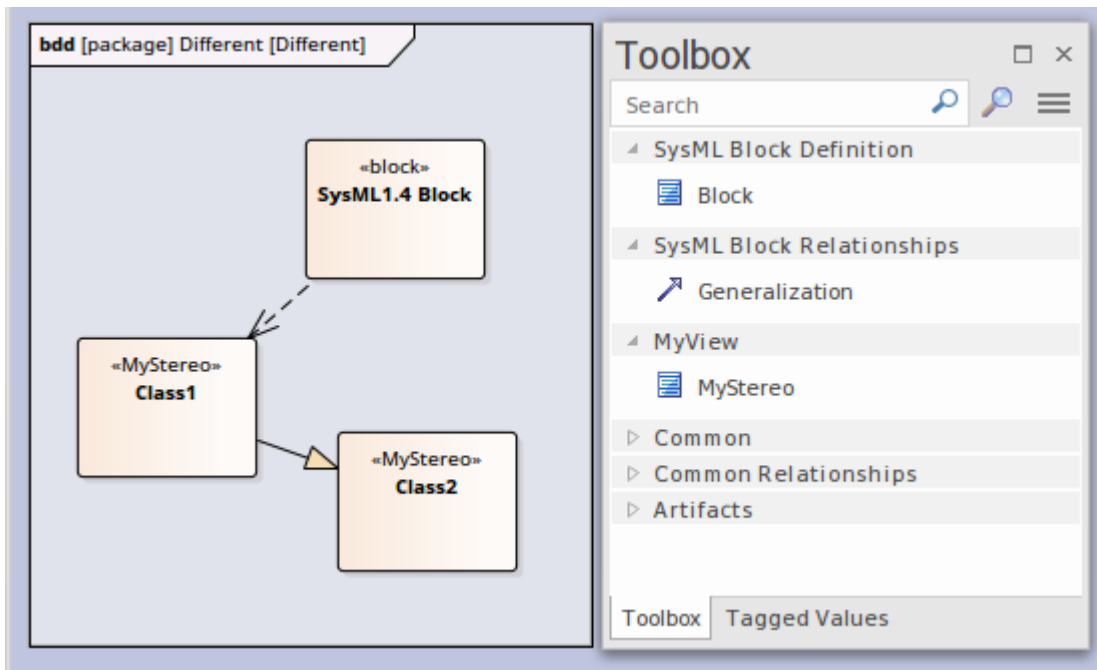 bdd [package] Different [Different]
«block»
SysML1.4 Block
«MyStereo»
Class1
«MyStereo»
Class2
Toolbox
Search
SysML Block Definition
Block
SysML Block Relationships
Generalization
MyView
MyStereo
Common
Common Relationships
Artifacts
Toolbox
Tagged Values